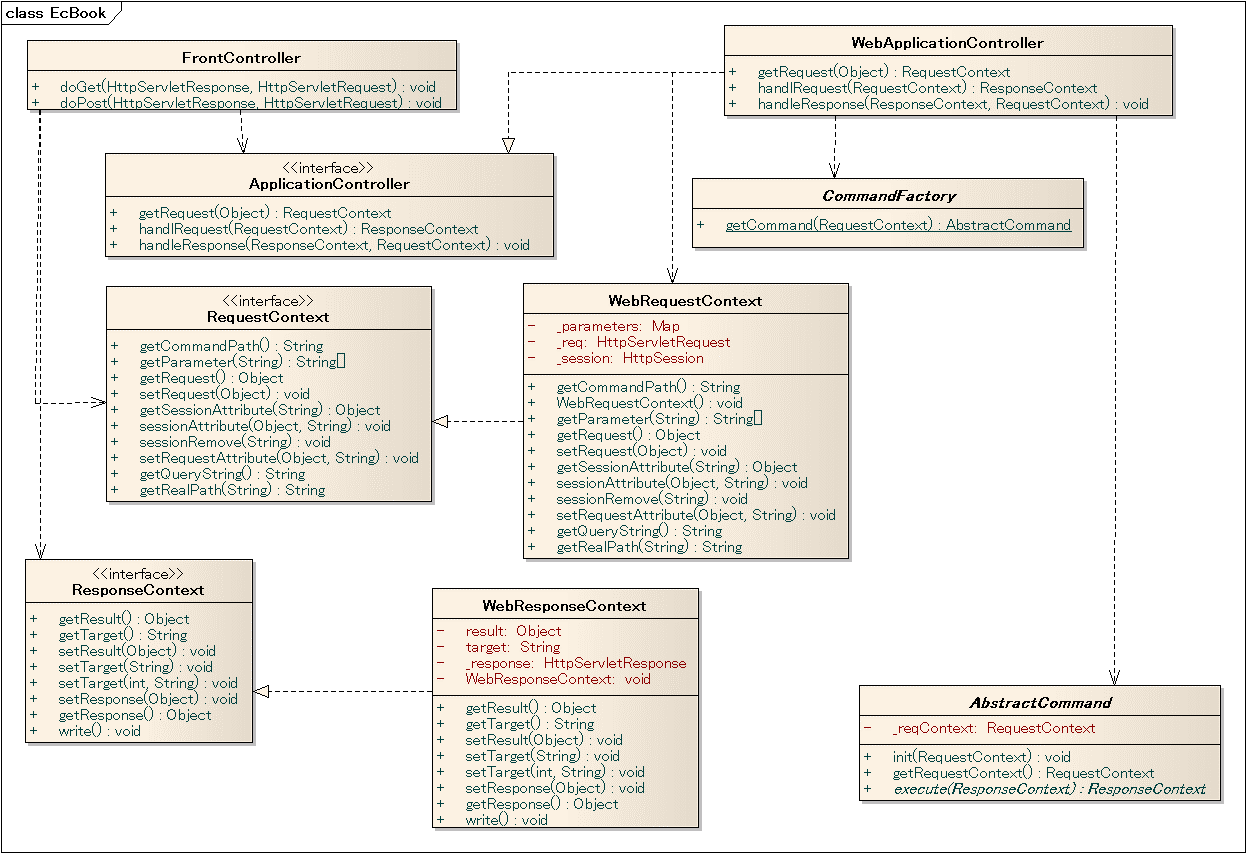 class EcBook
FrontController
+ doGet(HttpServletResponse, HttpServletRequest) : void
+ doPost(HttpServletResponse, HttpServletRequest) : void
WebApplicationController
+ getRequest(Object) : RequestContext
+ handlRequest(RequestContext) : ResponseContext
+ handleResponse(ResponseContext, RequestContext) : void
<<interface>>
ApplicationController
+ getRequest(Object) : RequestContext
+ handlRequest(RequestContext) : ResponseContext
+ handleResponse(ResponseContext, RequestContext) : void
CommandFactory
+ getCommand(RequestContext) : AbstractCommand
<<interface>>
RequestContext
+ getCommandPath() : String
+ getParameter(String) : String[]
+ getRequest() : Object
+ setRequest(Object) : void
+ getSessionAttribute(String) : Object
+ sessionAttribute(Object, String) : void
+ sessionRemove(String) : void
+ setRequestAttribute(Object, String) : void
+ getQueryString() : String
+ getRealPath(String) : String
WebRequestContext
- _parameters: Map
- _req: HttpServletRequest
- _session: HttpSession
+ getCommandPath() : String
+ WebRequestContext() : void
+ getParameter(String) : String[]
+ getRequest() : Object
+ setRequest(Object) : void
+ getSessionAttribute(String) : Object
+ sessionAttribute(Object, String) : void
+ sessionRemove(String) : void
+ setRequestAttribute(Object, String) : void
+ getQueryString() : String
+ getRealPath(String) : String
<<interface>>
ResponseContext
+ getResult() : Object
+ getTarget() : String
+ setResult(Object) : void
+ setTarget(String) : void
+ setTarget(int, String) : void
+ setResponse(Object) : void
+ getResponse() : Object
+ write() : void
WebResponseContext
- result: Object
- target: String
- _response: HttpServletResponse
- WebResponseContext: void
+ getResult() : Object
+ getTarget() : String
+ setResult(Object) : void
+ setTarget(String) : void
+ setTarget(int, String) : void
+ setResponse(Object) : void
+ getResponse() : Object
+ write() : void
AbstractCommand
- _reqContext: RequestContext
+ init(RequestContext) : void
+ getRequestContext() : RequestContext
+ execute(ResponseContext) : ResponseContext